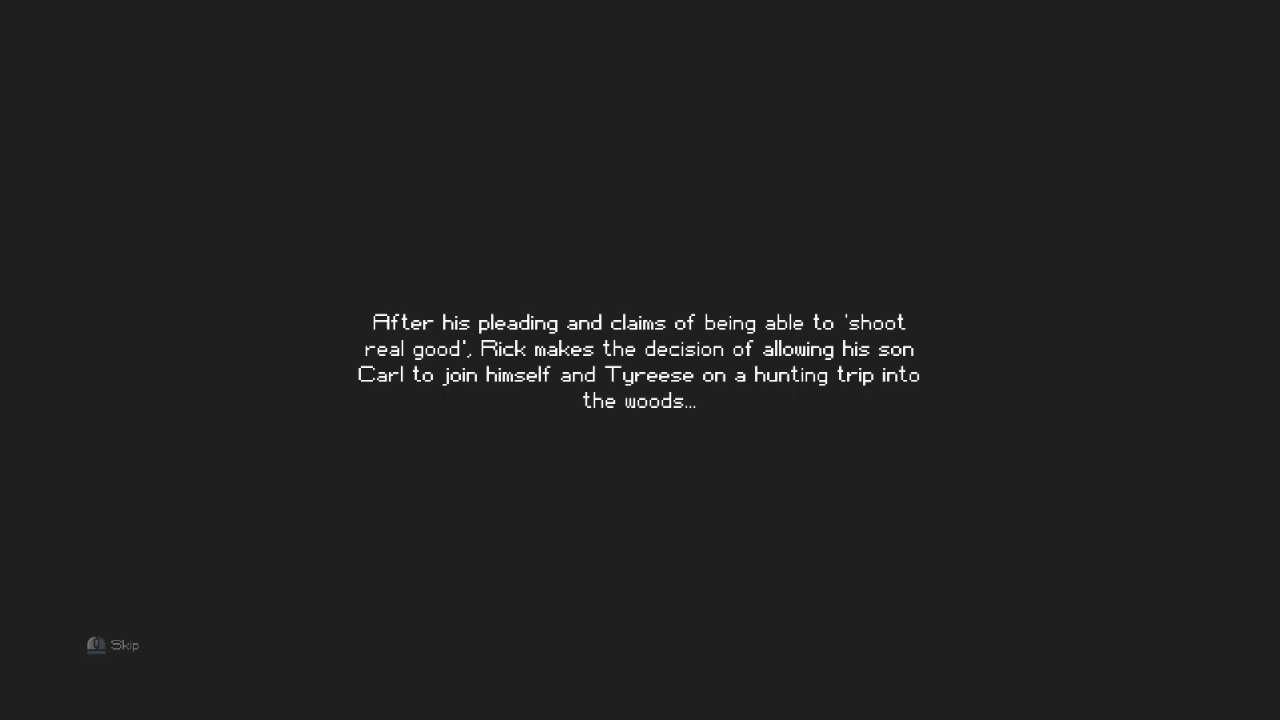 After his pleading and claims of being able to 'shoot
real good', Rick makes the decision of allowing his son
Carl to join himself and Tyreese on a hunting trip into
the woods...
Skip